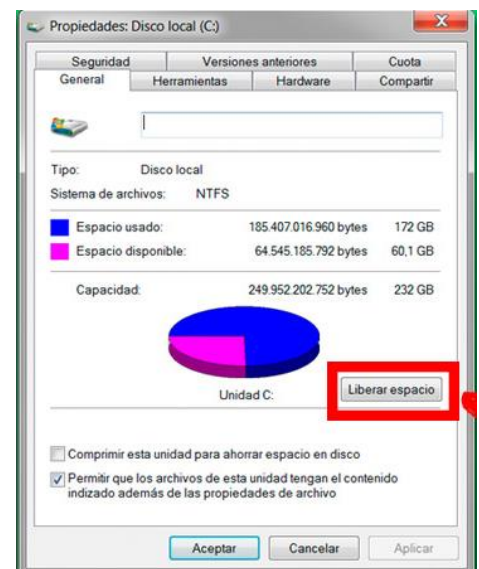 Propiedades: Disco local (C:)
Seguridad Versiones anteriores Cuota
General Herramientas Hardware Compartir
Tipo: Disco local
Sistema de archivos: NTFS
Espacio usado: 185.407.016.960 bytes 172 GB
Espacio disponible: 64.545.185.792 bytes 60,1 GB
Capacidad: 249.952.202.752 bytes 232 GB
Unidad C: Liberar espacio
Comprimir esta unidad para ahorrar espacio en disco
Permitir que los archivos de esta unidad tengan el contenido
indizado además de las propiedades de archivo
Aceptar Cancelar Aplicar